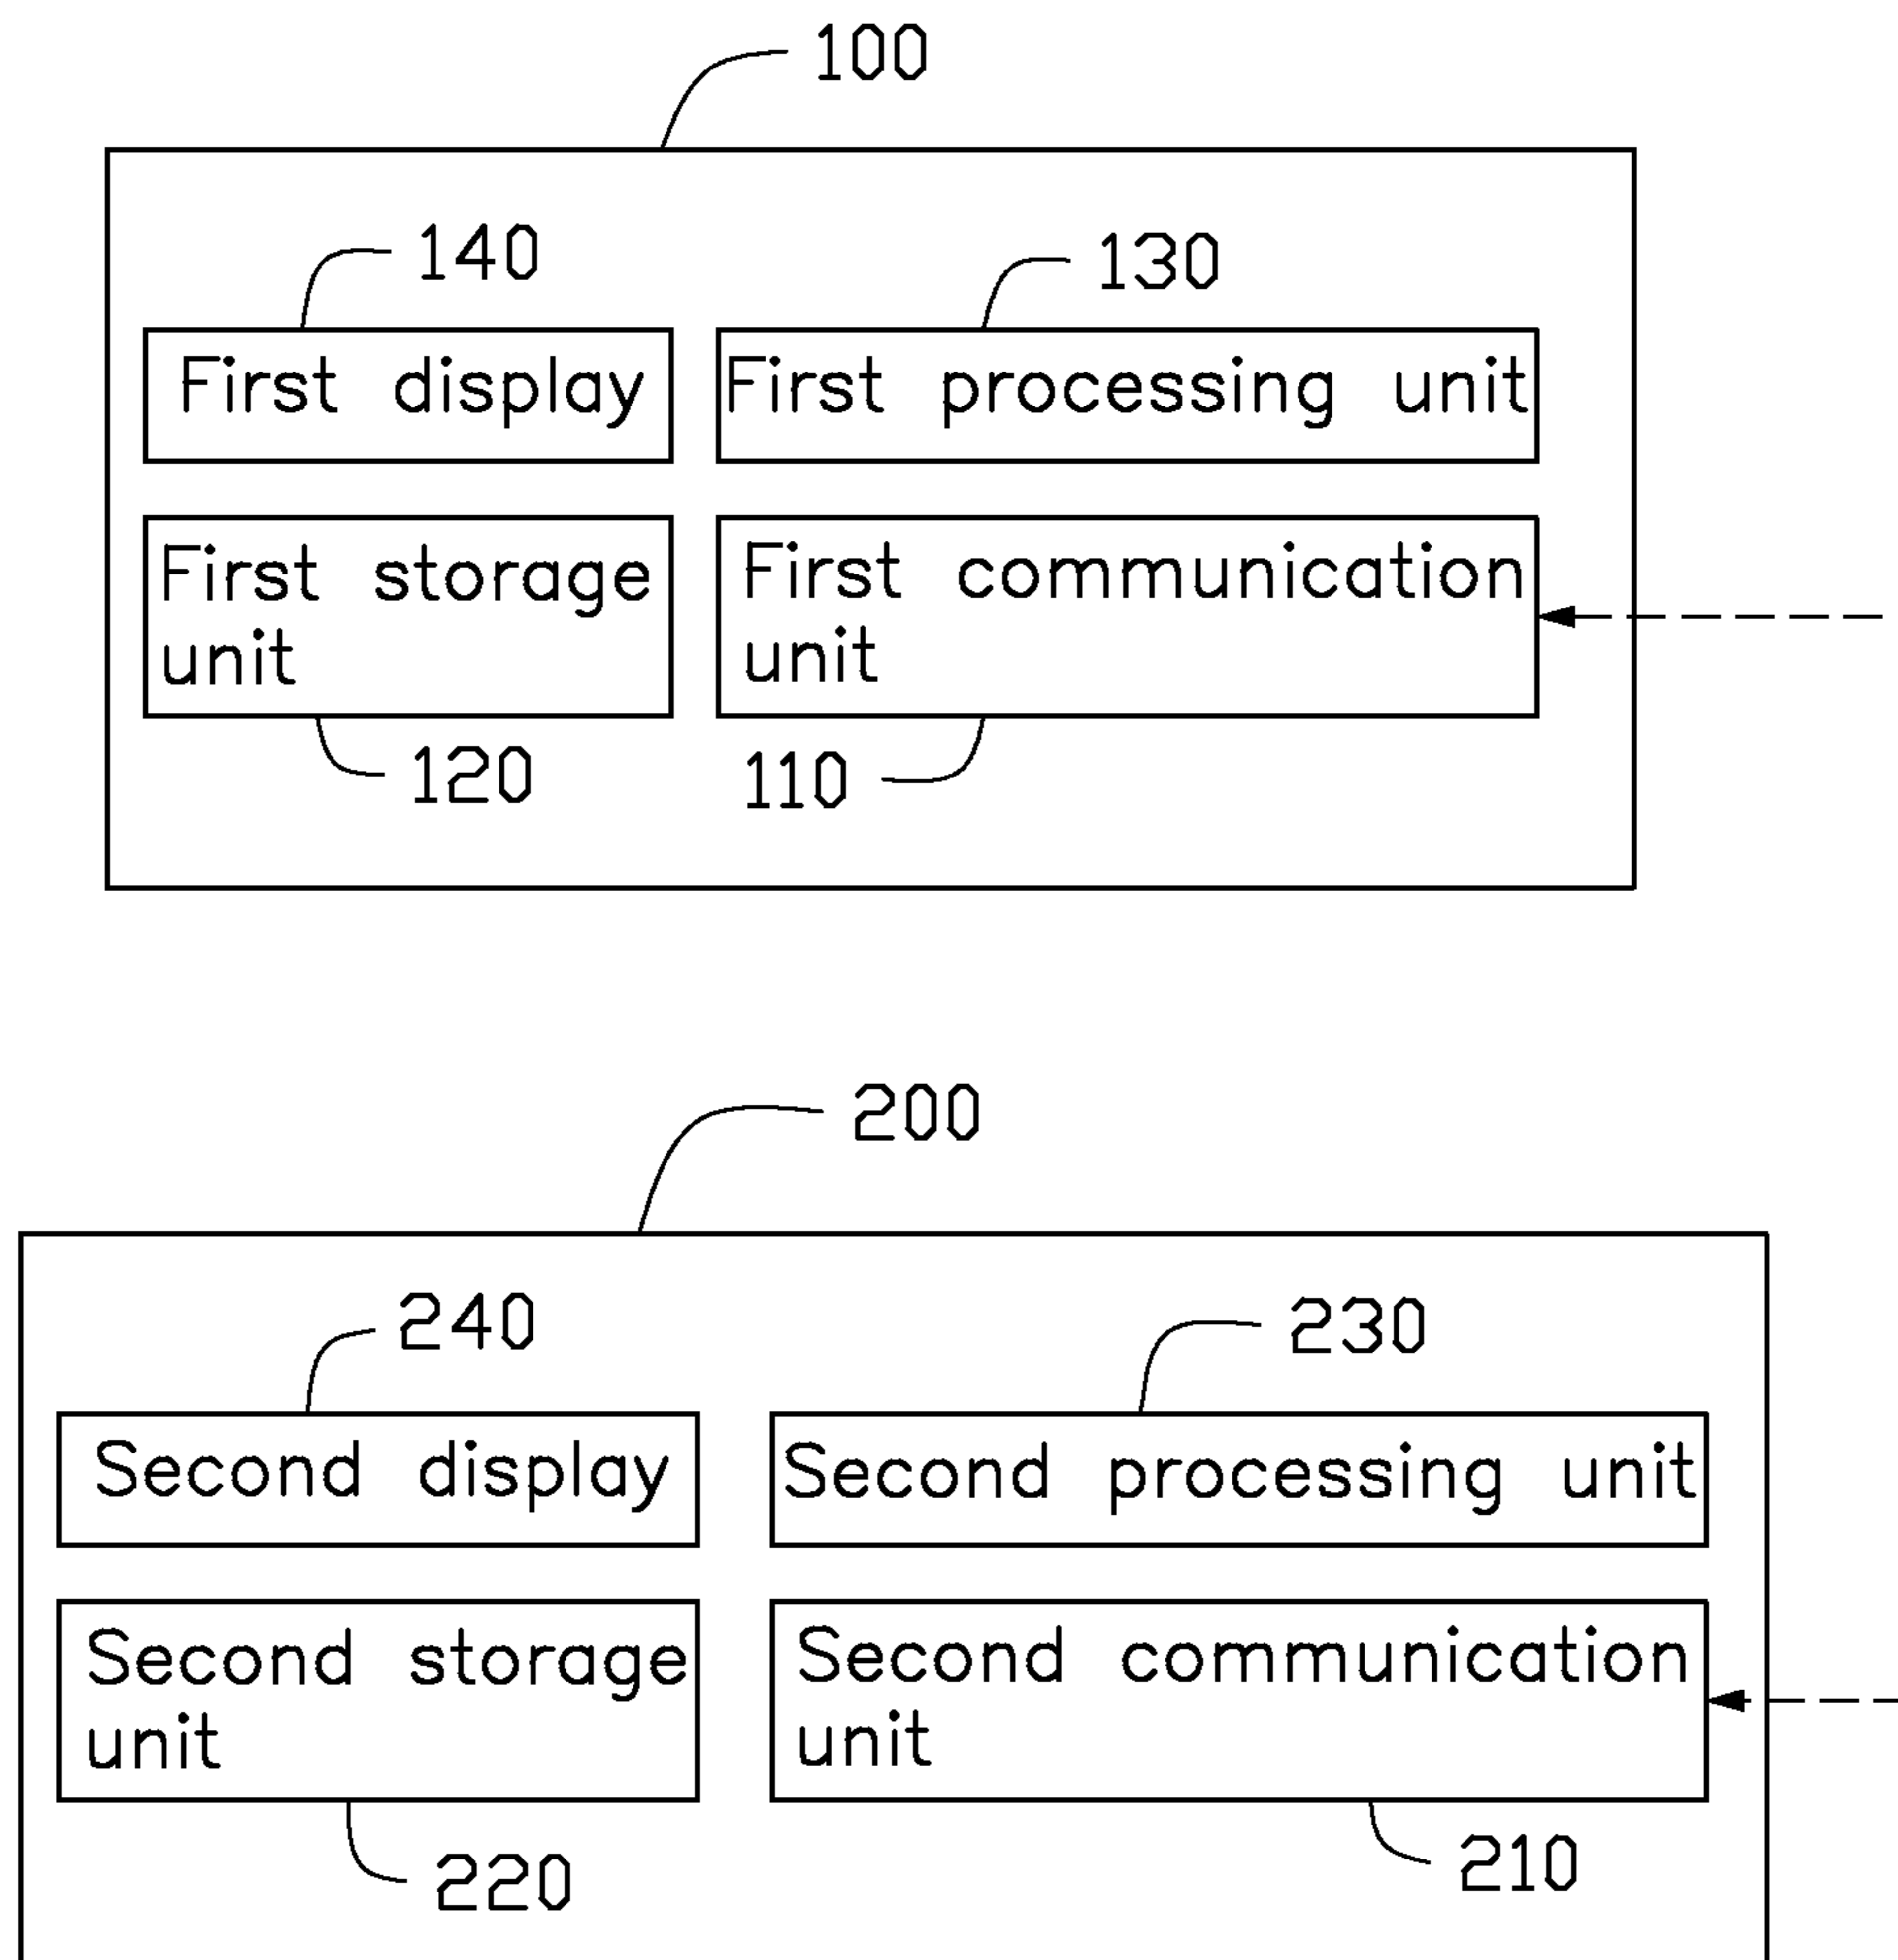 100
140
130
First display
First processing unit
First storage
unit
First communication
unit
120
110
200
240
230
Second display
Second processing unit
Second storage
unit
Second communication
unit
220
210